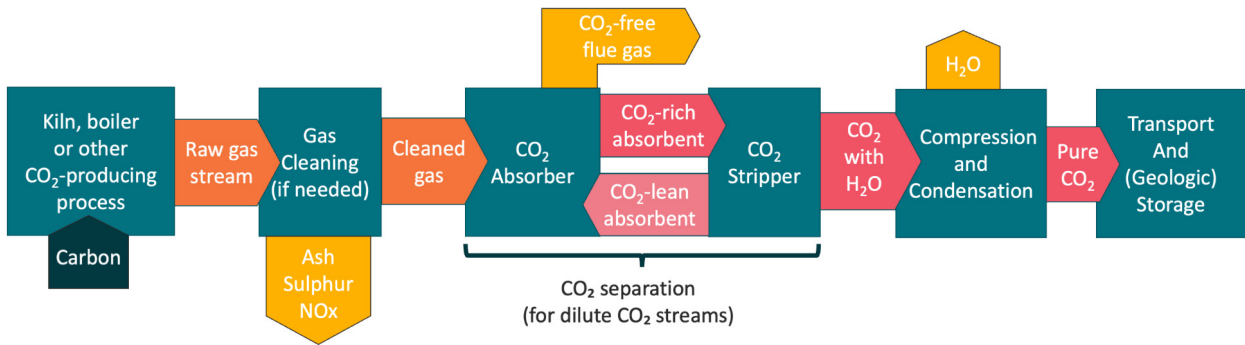 Kiln, boiler
or other
CO₂-producing
process
Carbon
Raw gas
stream
Gas
Cleaning
(if needed)
Ash
Sulphur
NOx
Cleaned
gas
CO₂
Absorber
CO₂-free
flue gas
CO₂-rich
absorbent
CO₂-lean
absorbent
CO₂
Stripper
CO₂ separation
(for dilute CO₂ streams)
CO₂
with
H₂O
Compression
and
Condensation
H₂O
Pure
CO₂
Transport
And
(Geologic)
Storage